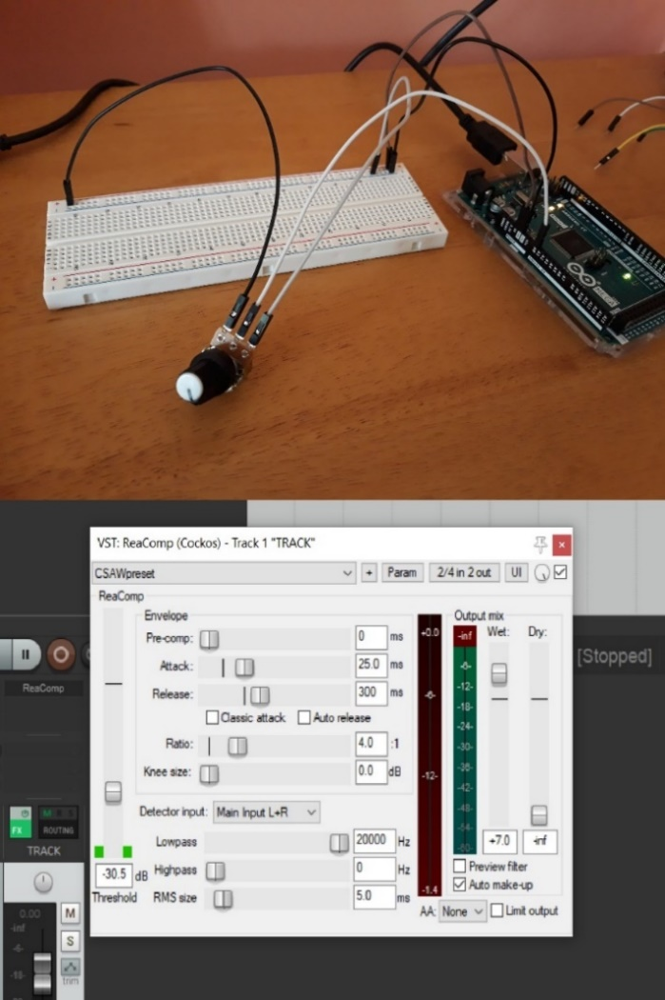 VST: ReaComp (Cockos) - Track 1 "TRACK"
CSAWpreset + Param 2/4 in 2 out UI
ReaComp
Envelope
Pre-comp: 0 ms
Attack: 25.0 ms
Release: 300 ms
Classic attack Auto release
Ratio: 4.0 :1
Knee size: 0.0 dB
Detector input: Main Input L+R
Lowpass 20000 Hz
Highpass 0 Hz
RMS size 5.0 ms
-30.5 dB
Threshold
+0.0
-6-
-12-
-1.4
Output mix
Wet: Dry:
-inf
-6-
-12-
-18-
-24-
-30-
-36-
-42-
-48-
-60-
+7.0 -inf
Preview filter
Auto make-up
AA: None Limit output
[Stopped]
ReaComp
FX M R S
ROUTING
TRACK
0.00
-inf
-6-
-18-
M
S
trim